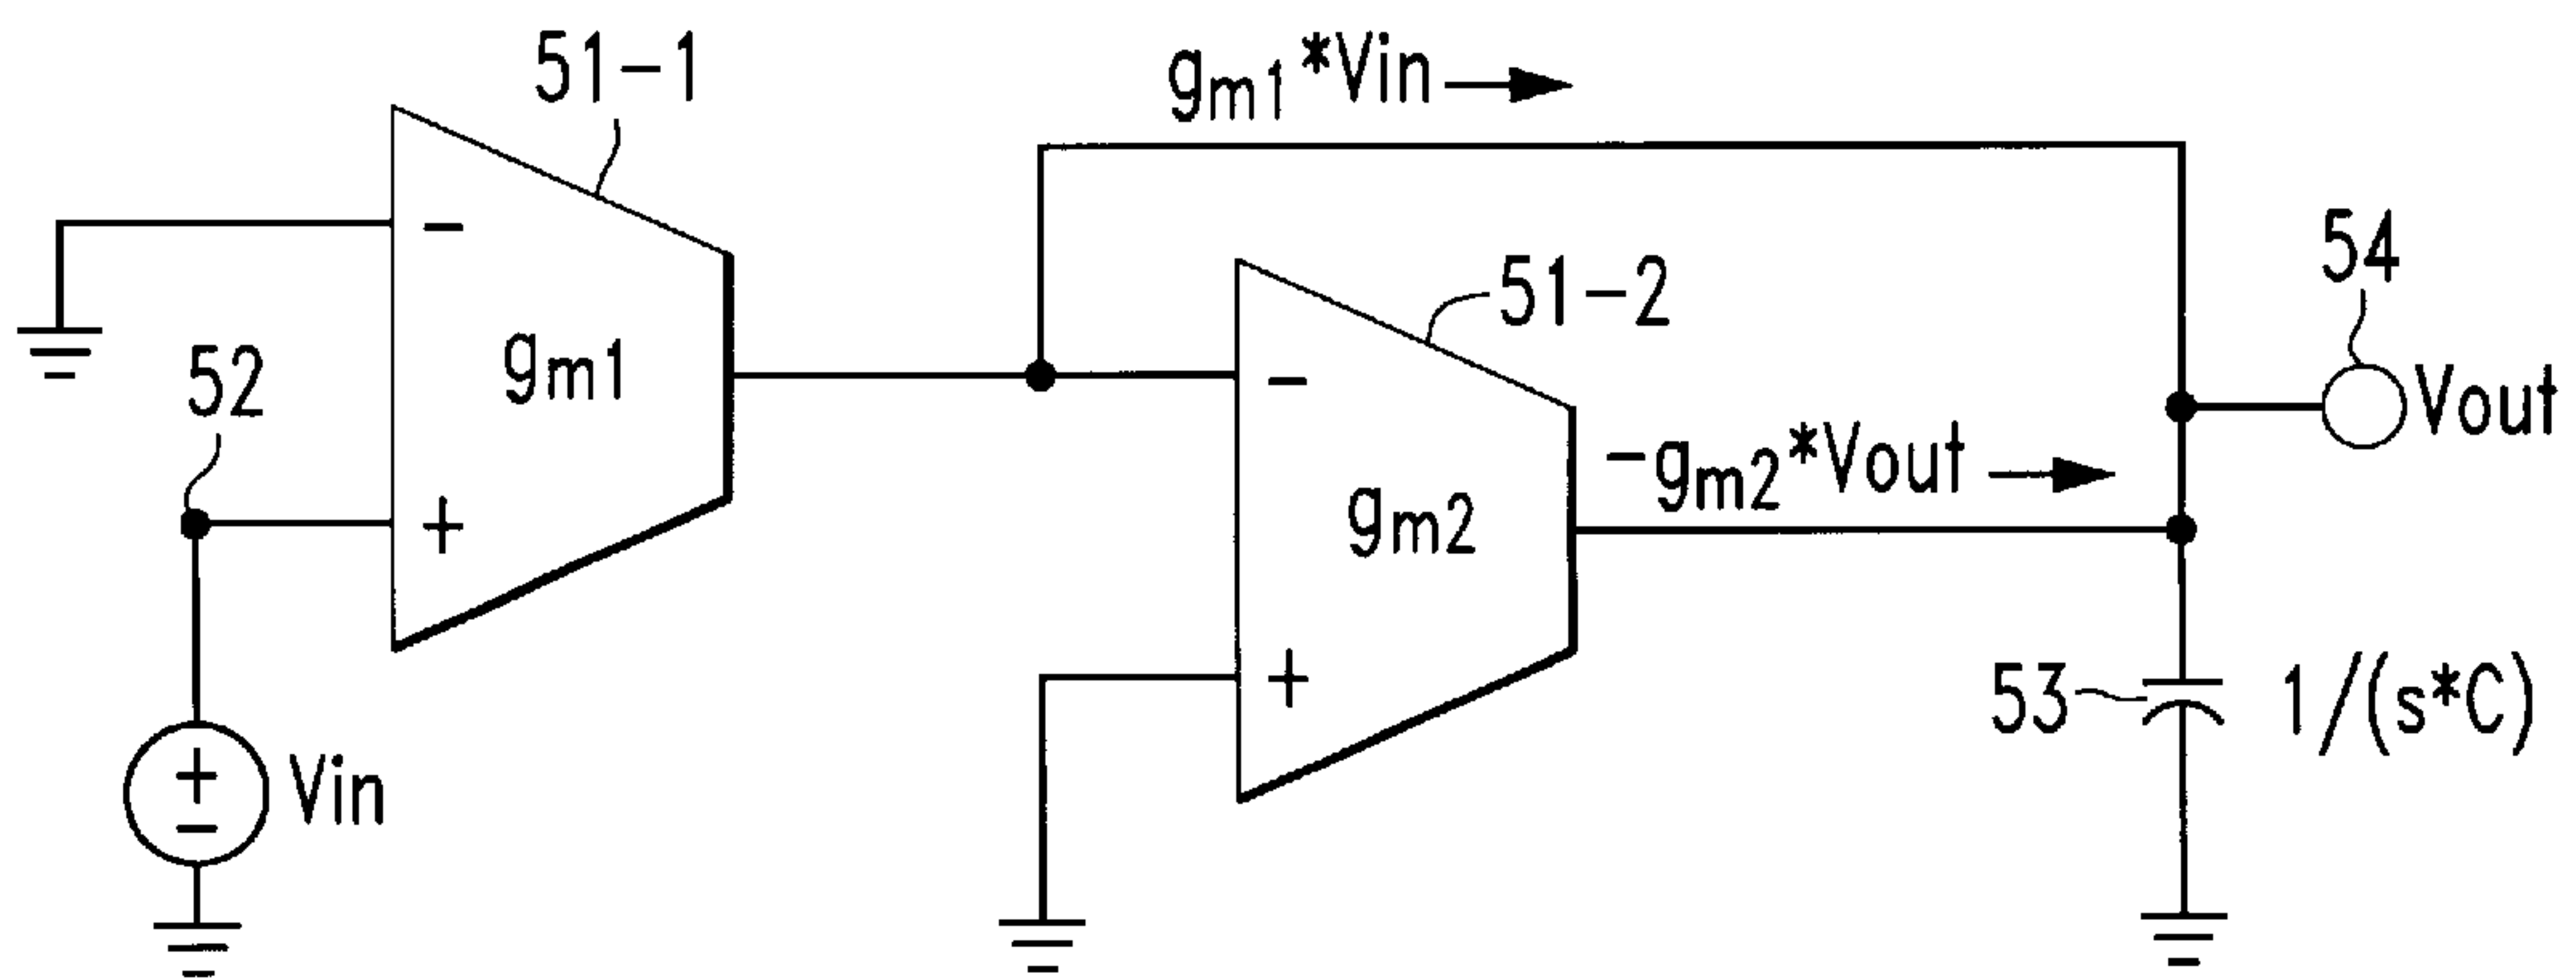 51-1
gm1*Vin
-
gm1
+
52
+
-
Vin
51-2
-
gm2
+
-gm2*Vout
54
Vout
53
1/(s*C)